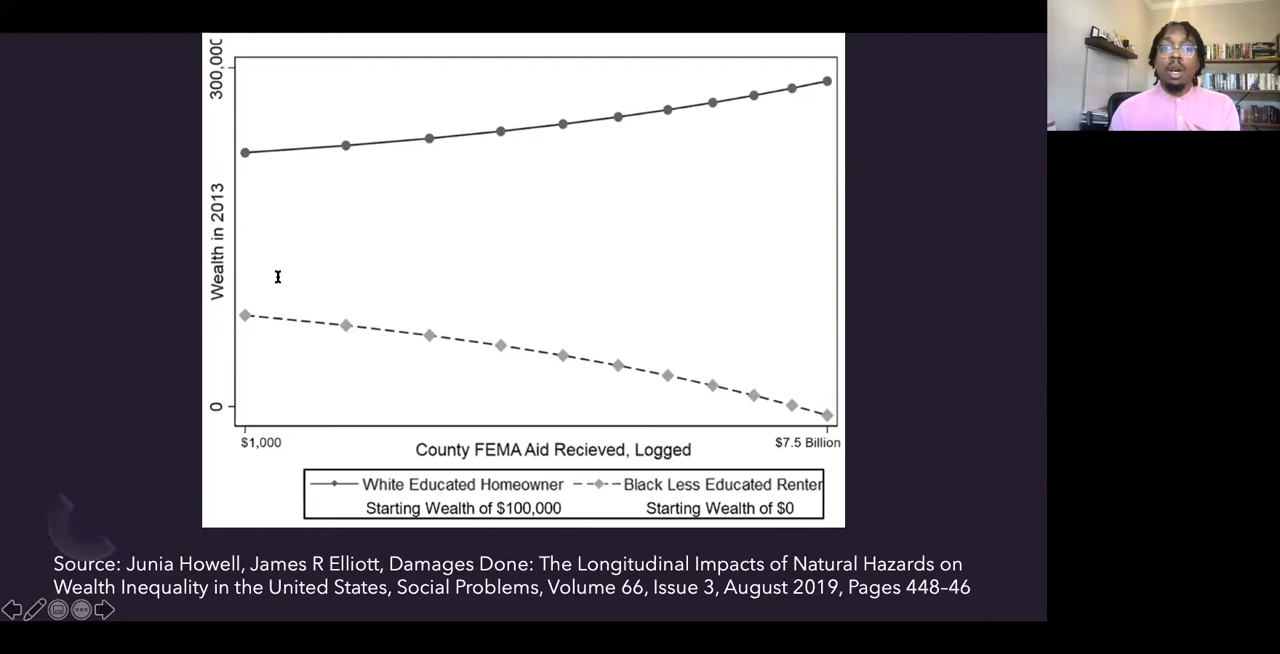 300,000
Wealth in 2013
0
$1,000
$7.5 Billion
County FEMA Aid Recieved, Logged
White Educated Homeowner Black Less Educated Renter
Starting Wealth of $100,000 Starting Wealth of $0
Source: Junia Howell, James R Elliott, Damages Done: The Longitudinal Impacts of Natural Hazards on
Wealth Inequality in the United States, Social Problems, Volume 66, Issue 3, August 2019, Pages 448–46